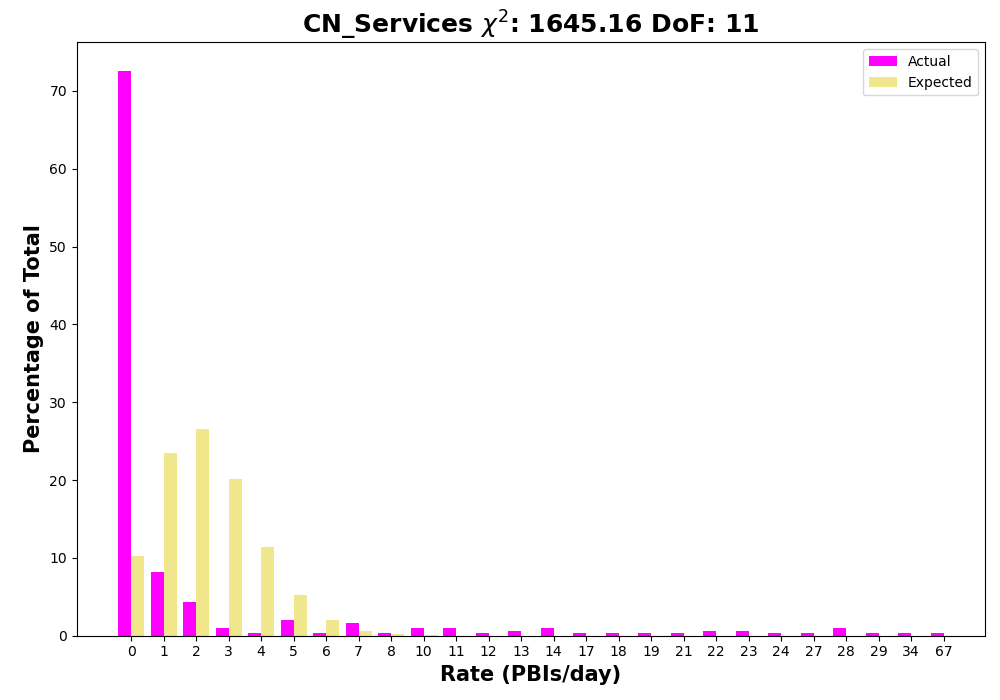 CN_Services χ²: 1645.16 DoF: 11
Actual
Expected
Percentage of Total
70
60
50
40
30
20
10
0
0 1 2 3 4 5 6 7 8 10 11 12 13 14 17 18 19 21 22 23 24 27 28 29 34 67
Rate (PBIs/day)